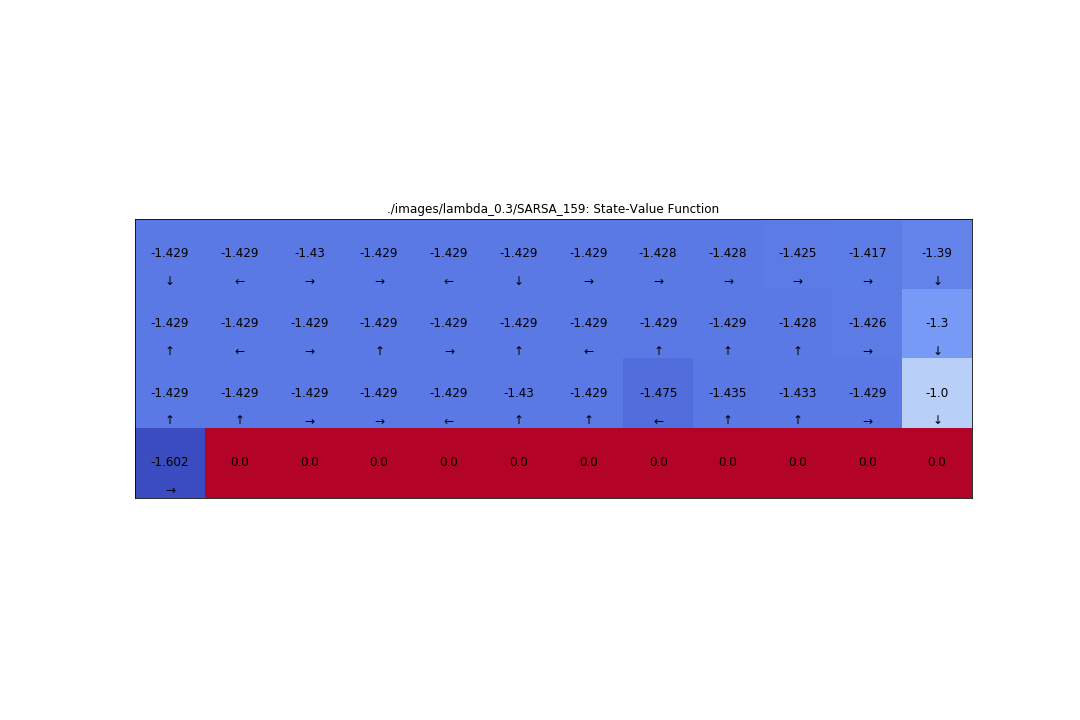 ./images/lambda_0.3/SARSA_159: State-Value Function
-1.429 -1.429 -1.43 -1.429 -1.429 -1.429 -1.429 -1.428 -1.428 -1.425 -1.417 -1.39
↓ ← → → ← ↓ → → → → → ↓
-1.429 -1.429 -1.429 -1.429 -1.429 -1.429 -1.429 -1.429 -1.429 -1.428 -1.426 -1.3
↑ ← → ↑ → ↑ ← ↑ ↑ ↑ → ↓
-1.429 -1.429 -1.429 -1.429 -1.429 -1.43 -1.429 -1.475 -1.435 -1.433 -1.429 -1.0
↑ ↑ → → ← ↑ ↑ ← ↑ ↑ → ↓
-1.602 0.0 0.0 0.0 0.0 0.0 0.0 0.0 0.0 0.0 0.0 0.0
→